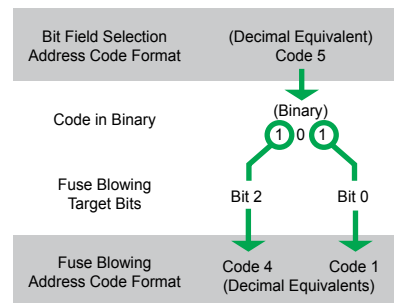 Bit Field Selection
Address Code Format
(Decimal Equivalent)
Code 5
Code in Binary
(Binary)
1 0 1
Fuse Blowing
Target Bits
Bit 2
Bit 0
Fuse Blowing
Address Code Format
Code 4
Code 1
(Decimal Equivalents)